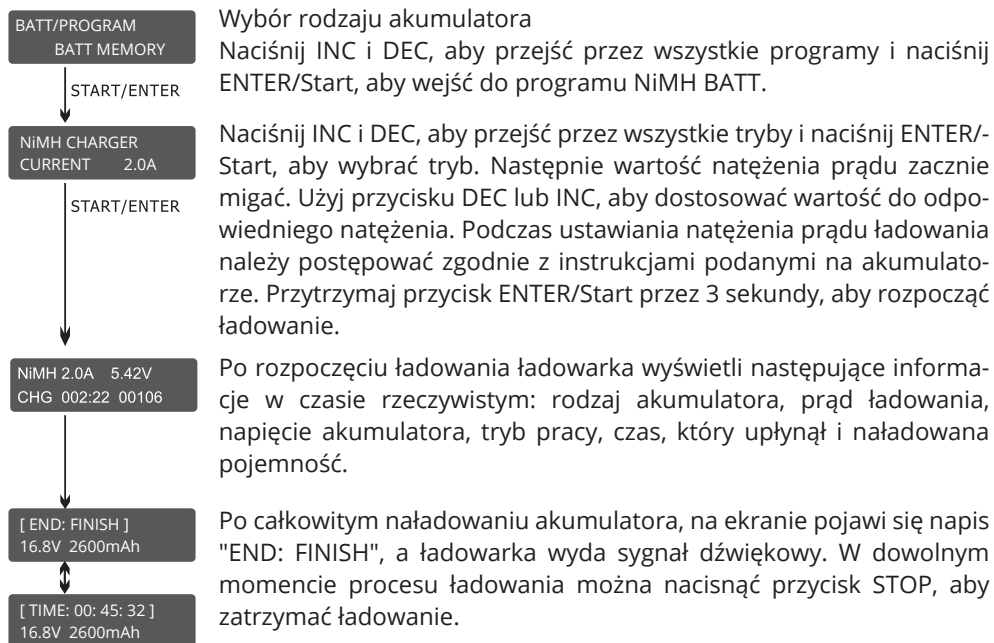 BATT/PROGRAM
BATT MEMORY
START/ENTER
Wybór rodzaju akumulatora
Naciśnij INC i DEC, aby przejść przez wszystkie programy i naciśnij
ENTER/Start, aby wejść do programu NiMH BATT.
NiMH CHARGER
CURRENT 2.0A
START/ENTER
Naciśnij INC i DEC, aby przejść przez wszystkie tryby i naciśnij ENTER/-
Start, aby wybrać tryb. Następnie wartość natężenia prądu zacznie
migać. Użyj przycisku DEC lub INC, aby dostosować wartość do odpo-
wiedniego natężenia. Podczas ustawiania natężenia prądu ładowania
należy postępować zgodnie z instrukcjami podanymi na akumulato-
rze. Przytrzymaj przycisk ENTER/Start przez 3 sekundy, aby rozpocząć
ładowanie.
NiMH 2.0A 5.42V
CHG 002:22 00106
Po rozpoczęciu ładowania ładowarka wyświetli następujące informa-
cje w czasie rzeczywistym: rodzaj akumulatora, prąd ładowania,
napięcie akumulatora, tryb pracy, czas, który upłynął i naładowana
pojemność.
[ END: FINISH ]
16.8V 2600mAh
[ TIME: 00: 45: 32 ]
16.8V 2600mAh
Po całkowitym naładowaniu akumulatora, na ekranie pojawi się napis
"END: FINISH", a ładowarka wyda sygnał dźwiękowy. W dowolnym
momencie procesu ładowania można nacisnąć przycisk STOP, aby
zatrzymać ładowanie.